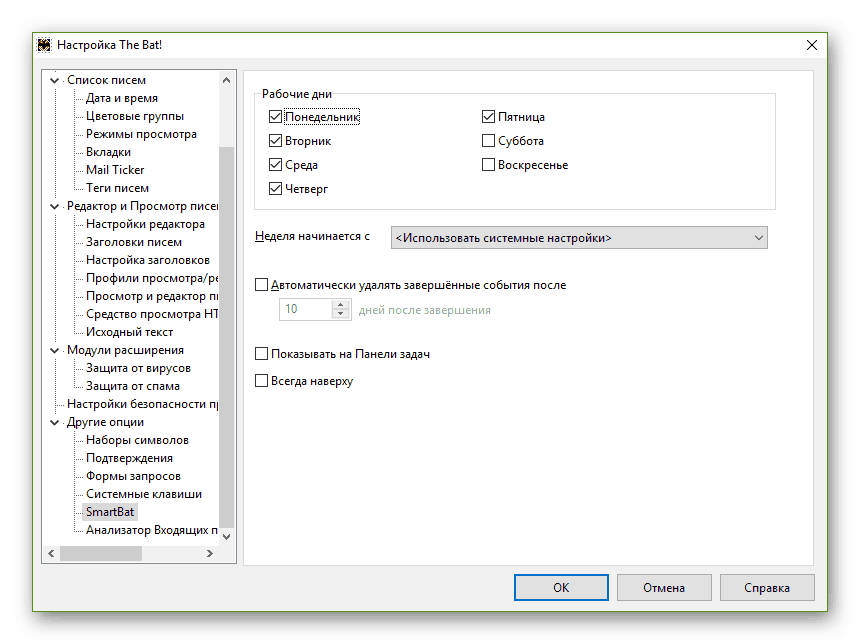 Настройка The Bat!
Список писем
Дата и время
Цветовые группы
Режимы просмотра
Вкладки
Mail Ticker
Теги писем
Редактор и Просмотр писе
Настройки редактора
Заголовки писем
Настройка заголовков
Профили просмотра/ре
Просмотр и редактор п
Средство просмотра HT
Исходный текст
Модули расширения
Защита от вирусов
Защита от спама
Настройки безопасности п
Другие опции
Наборы символов
Подтверждения
Формы запросов
Системные клавиши
SmartBat
Анализатор Входящих п
Рабочие дни
Понедельник
Вторник
Среда
Четверг
Пятница
Суббота
Воскресенье
Неделя начинается с
<Использовать системные настройки>
Автоматически удалять завершённые события после
10 дней после завершения
Показывать на Панели задач
Всегда наверху
OK
Отмена
Справка